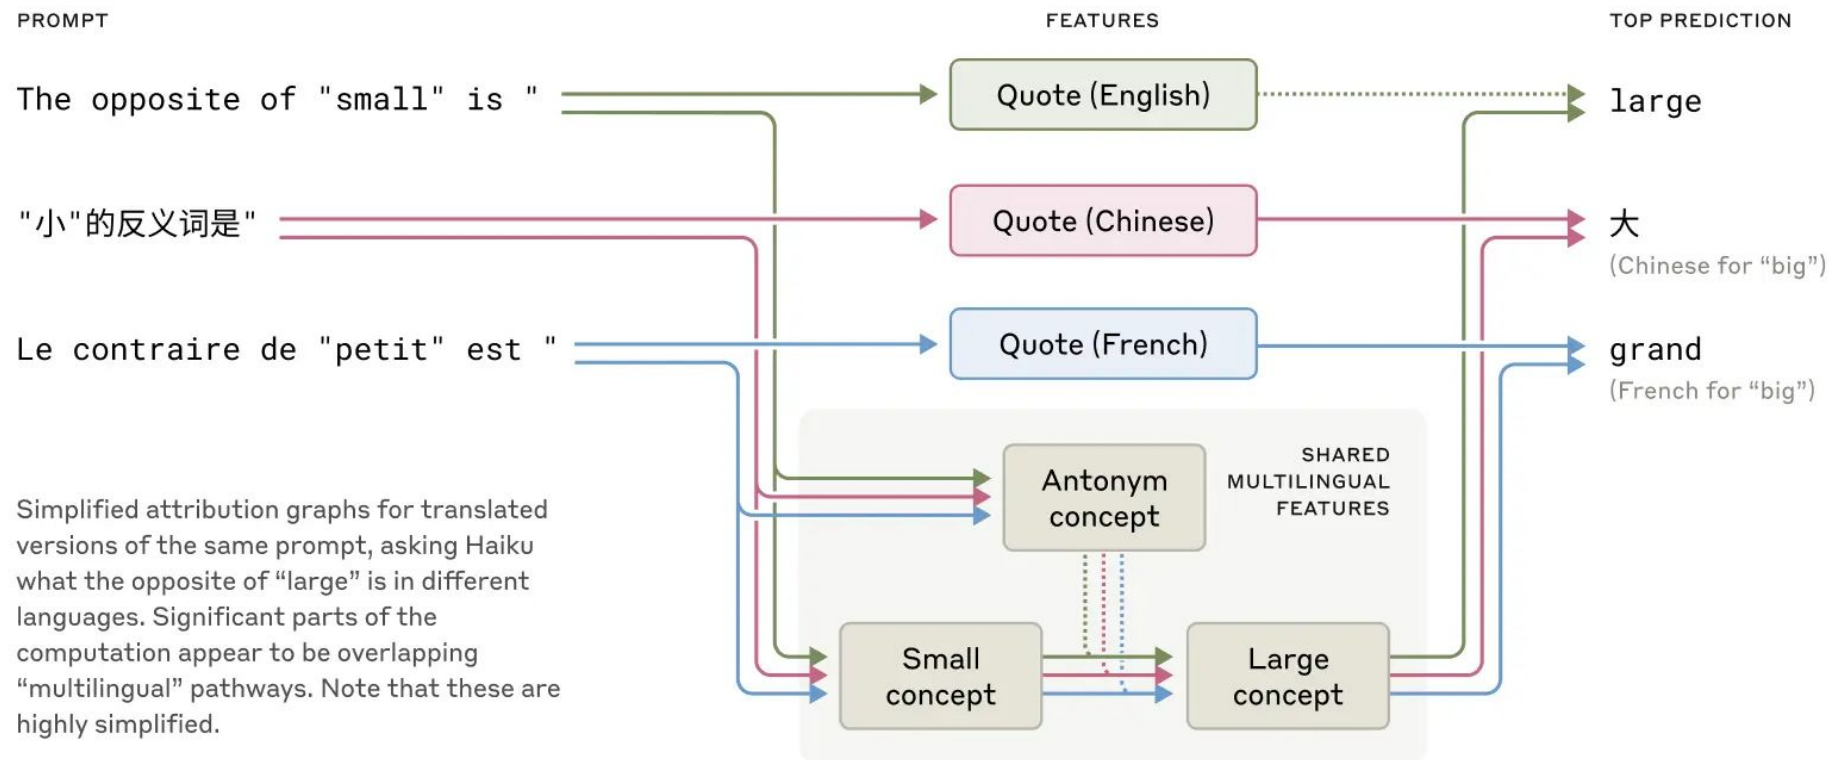 PROMPT
FEATURES
TOP PREDICTION
The opposite of "small" is "
Quote (English)
large
"小"的反义词是"
Quote (Chinese)
大
(Chinese for “big”)
Le contraire de "petit" est "
Quote (French)
grand
(French for “big”)
Antonym
concept
SHARED
MULTILINGUAL
FEATURES
Small
concept
Large
concept
Simplified attribution graphs for translated
versions of the same prompt, asking Haiku
what the opposite of “large” is in different
languages. Significant parts of the
computation appear to be overlapping
“multilingual” pathways. Note that these are
highly simplified.